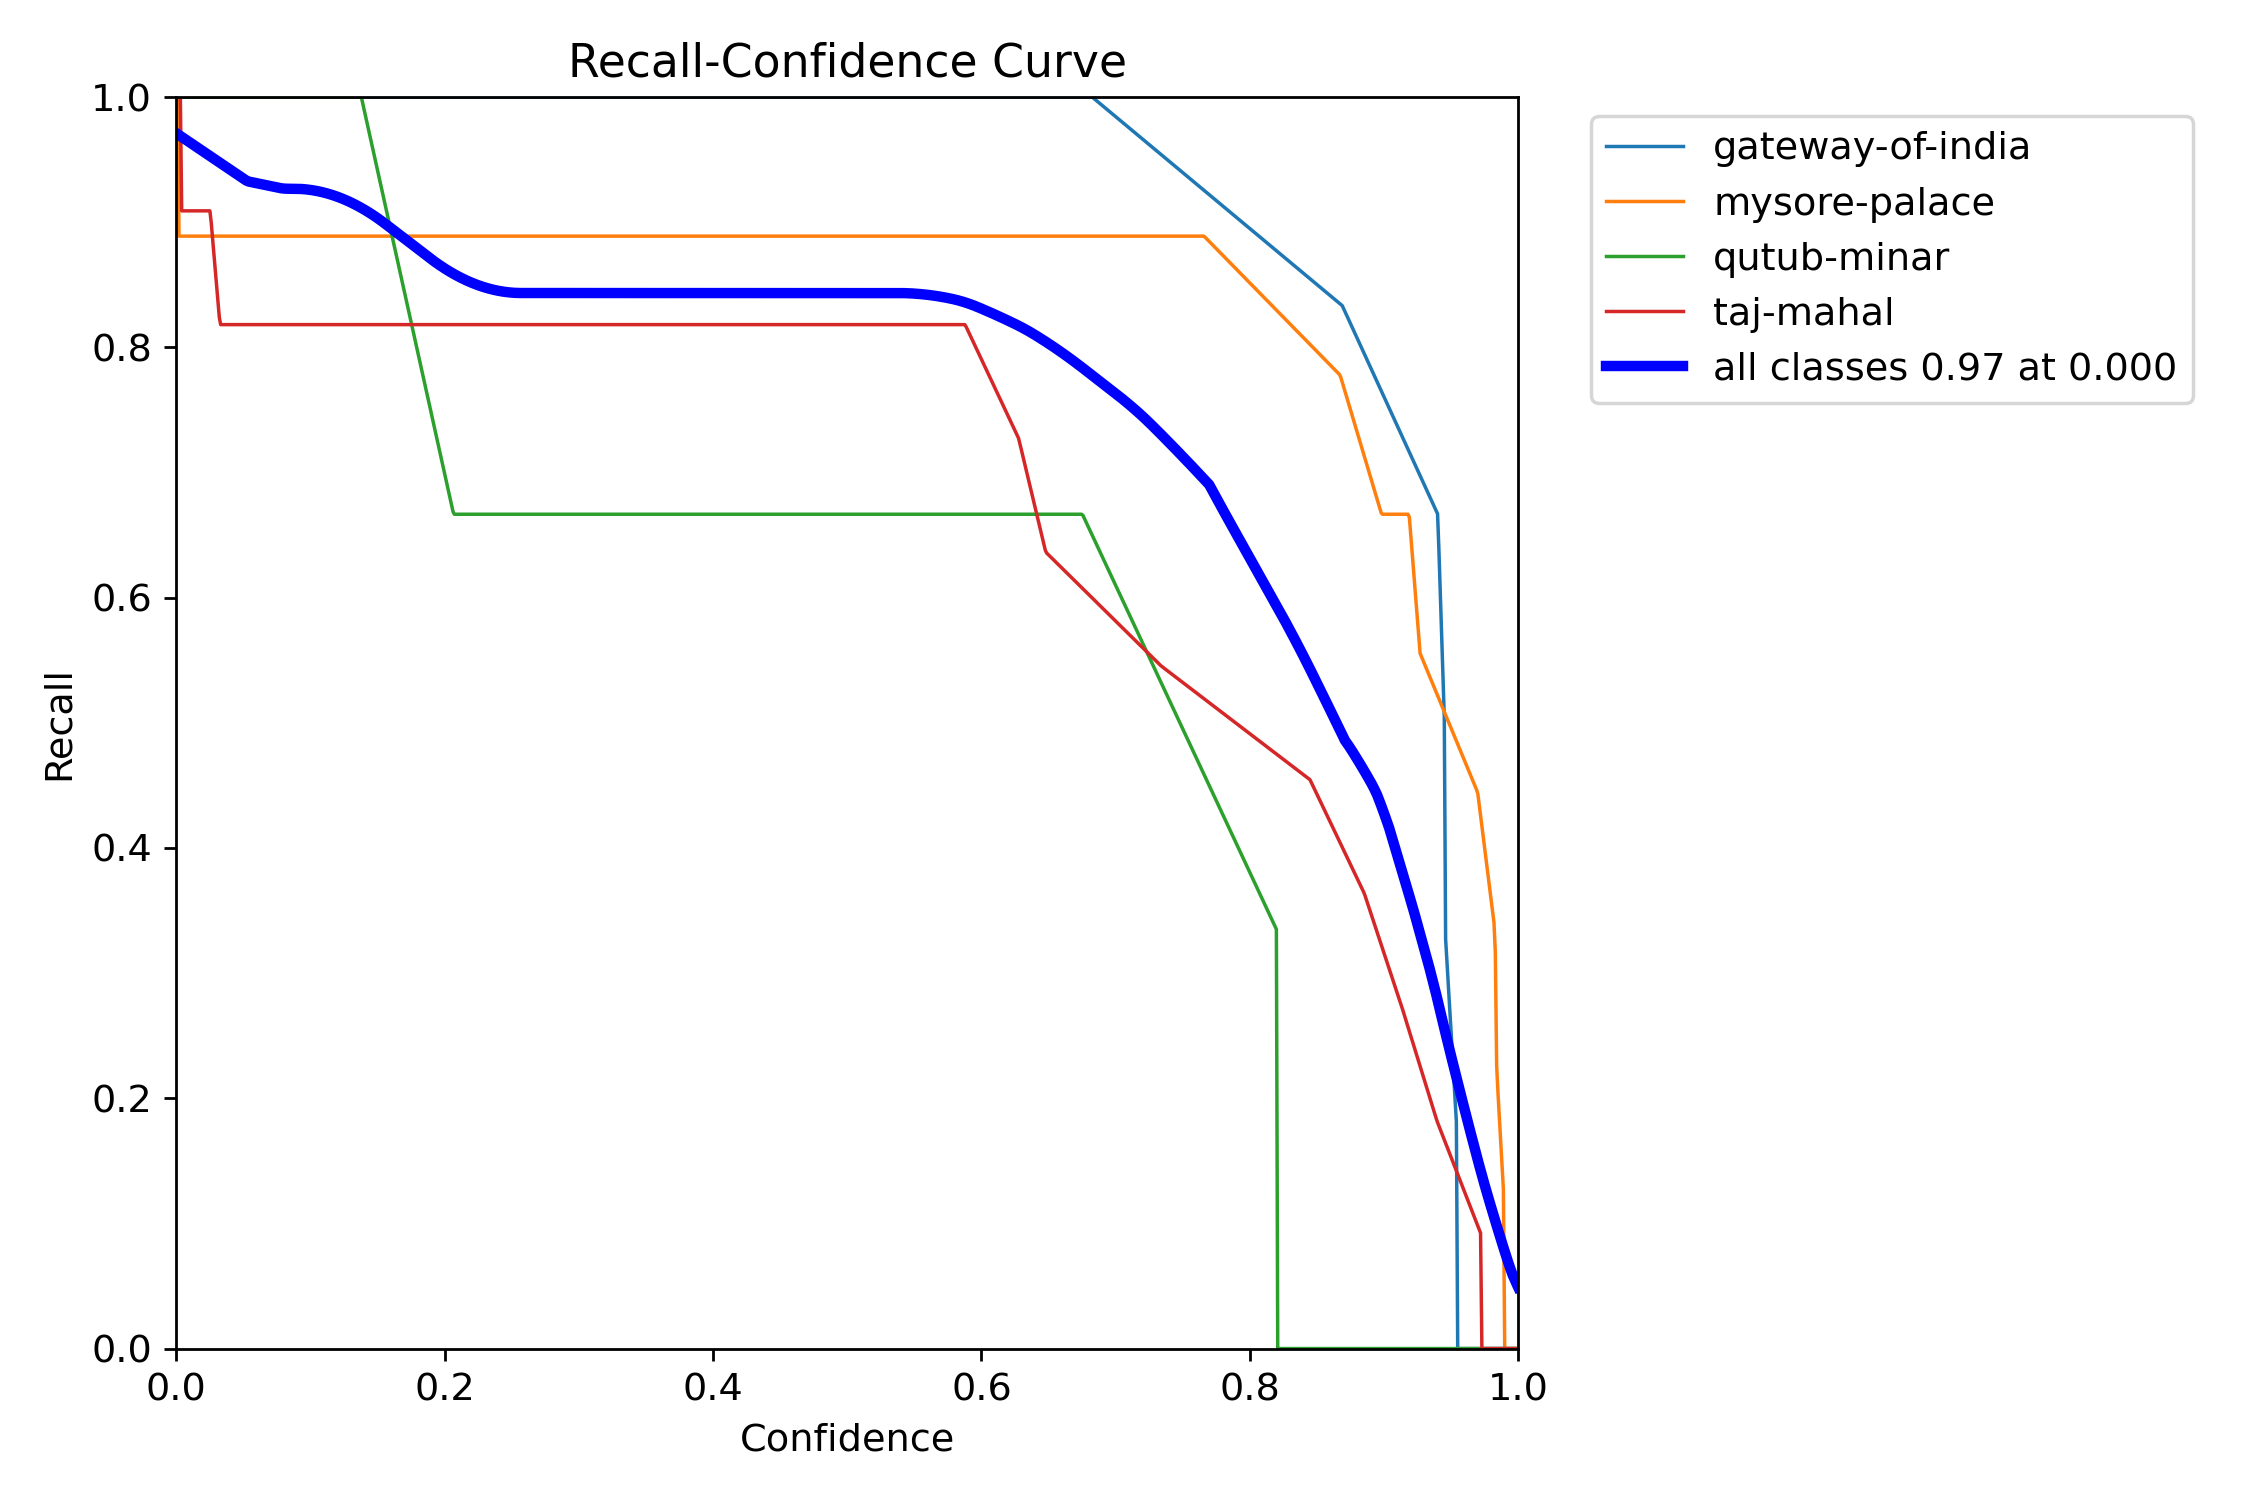 Recall-Confidence Curve
1.0
0.8
0.6
0.4
0.2
0.0
Recall
0.0 0.2 0.4 0.6 0.8 1.0
Confidence
gateway-of-india
mysore-palace
qutub-minar
taj-mahal
all classes 0.97 at 0.000